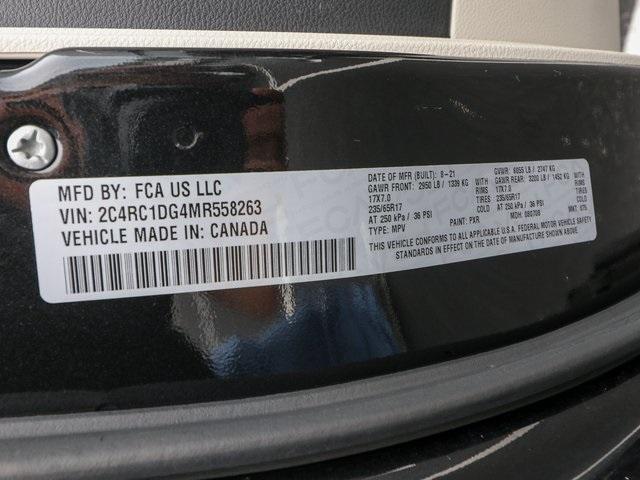 MFD BY: FCA US LLC
VIN: 2C4RC1DG4MR558263
VEHICLE MADE IN: CANADA
DATE OF MFR (BUILT): 8-21 GVWR: 6055 LB / 2747 KG
GAWR FRONT: 2950 LB / 1339 KG WITH GAWR REAR: 3200 LB / 1452 KG WITH
17X7.0 RIMS 17X7.0 RIMS
235/65R17 TIRES 235/65R17 TIRES
AT 250 kPa / 36 PSI COLD AT 250 kPa / 36 PSI COLD
TYPE: MPV PAINT: PXR MDH: 080708
THIS VEHICLE CONFORMS TO ALL APPLICABLE U.S.A. FEDERAL MOTOR VEHICLE SAFETY
STANDARDS IN EFFECT ON THE DATE OF MANUFACTURE SHOWN ABOVE.